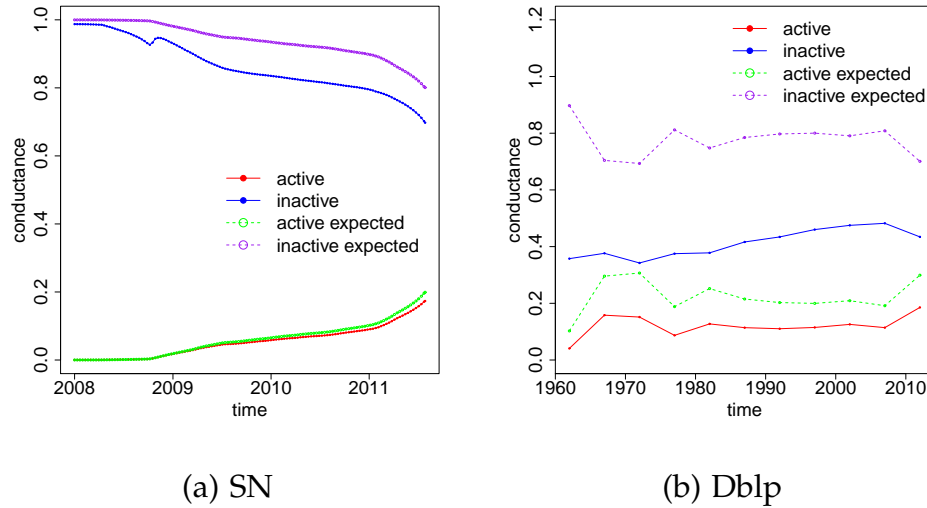 1.0
0.8
0.6
0.4
0.2
0.0
conductance
active
inactive
active expected
inactive expected
2008 2009 2010 2011
time
(a) SN
1.2
1.0
0.8
0.6
0.4
0.2
0.0
conductance
active
inactive
active expected
inactive expected
1960 1970 1980 1990 2000 2010
time
(b) Dblp